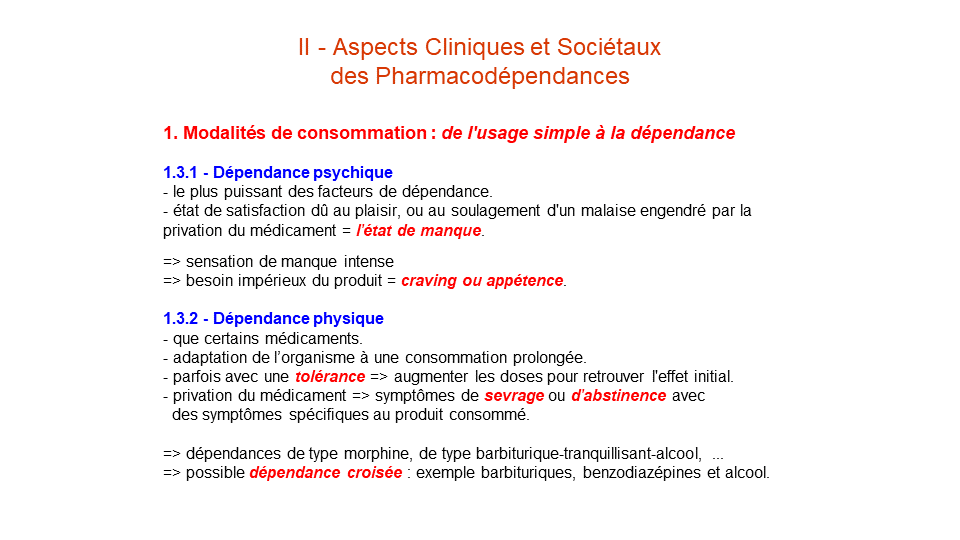 II - Aspects Cliniques et Sociétaux
des Pharmacodépendances
1. Modalités de consommation : de l'usage simple à la dépendance
1.3.1 - Dépendance psychique
- le plus puissant des facteurs de dépendance.
- état de satisfaction dû au plaisir, ou au soulagement d'un malaise engendré par la
privation du médicament = l'état de manque.
=> sensation de manque intense
=> besoin impérieux du produit = craving ou appétence.
1.3.2 - Dépendance physique
- que certains médicaments.
- adaptation de l’organisme à une consommation prolongée.
- parfois avec une tolérance => augmenter les doses pour retrouver l'effet initial.
- privation du médicament => symptômes de sevrage ou d'abstinence avec
des symptômes spécifiques au produit consommé.
=> dépendances de type morphine, de type barbiturique-tranquillisant-alcool, ...
=> possible dépendance croisée : exemple barbituriques, benzodiazépines et alcool.